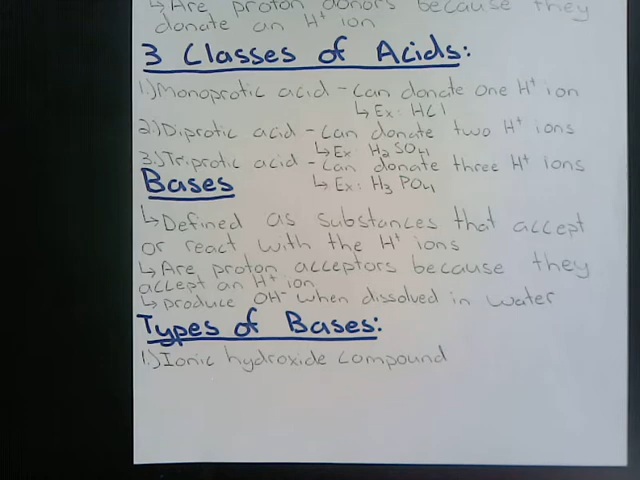 ↳ Are proton donors because they
donate an H⁺ ion
3 Classes of Acids:
1.) Monoprotic acid - Can donate one H⁺ ion
↳ Ex: HCl
2.) Diprotic acid - Can donate two H⁺ ions
↳ Ex: H₂SO₄
3.) Triprotic acid - Can donate three H⁺ ions
↳ Ex: H₃PO₄
Bases
↳ Defined as substances that accept
or react with the H⁺ ions
↳ Are proton acceptors because they
accept an H⁺ ion
↳ produce OH⁻ when dissolved in water
Types of Bases:
1.) Ionic hydroxide compound